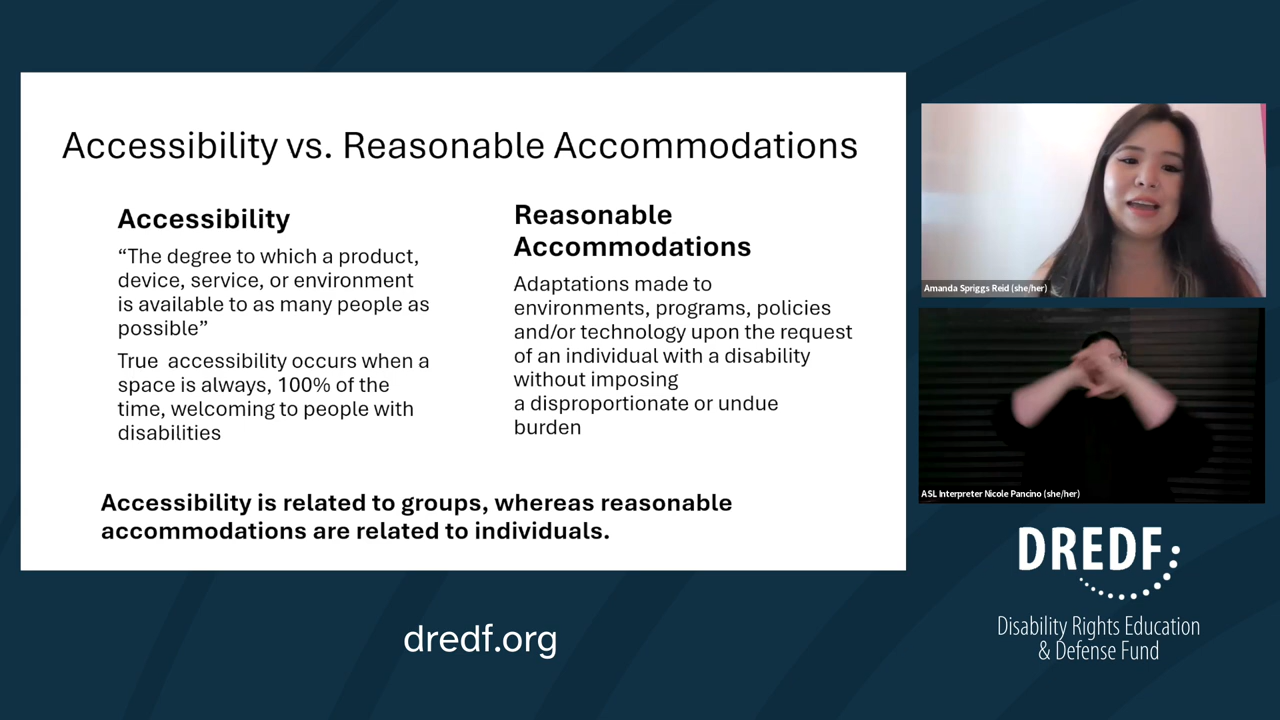 Accessibility vs. Reasonable Accommodations
Accessibility
“The degree to which a product,
device, service, or environment
is available to as many people as
possible”
True  accessibility occurs when a
space is always, 100% of the
time, welcoming to people with
disabilities
Reasonable
Accommodations
Adaptations made to
environments, programs, policies
and/or technology upon the request
of an individual with a disability
without imposing
a disproportionate or undue
burden
Accessibility is related to groups, whereas reasonable
accommodations are related to individuals.
Amanda Spriggs Reid (she/her)
ASL Interpreter Nicole Pancino (she/her)
DREDF
Disability Rights Education
& Defense Fund
dredf.org